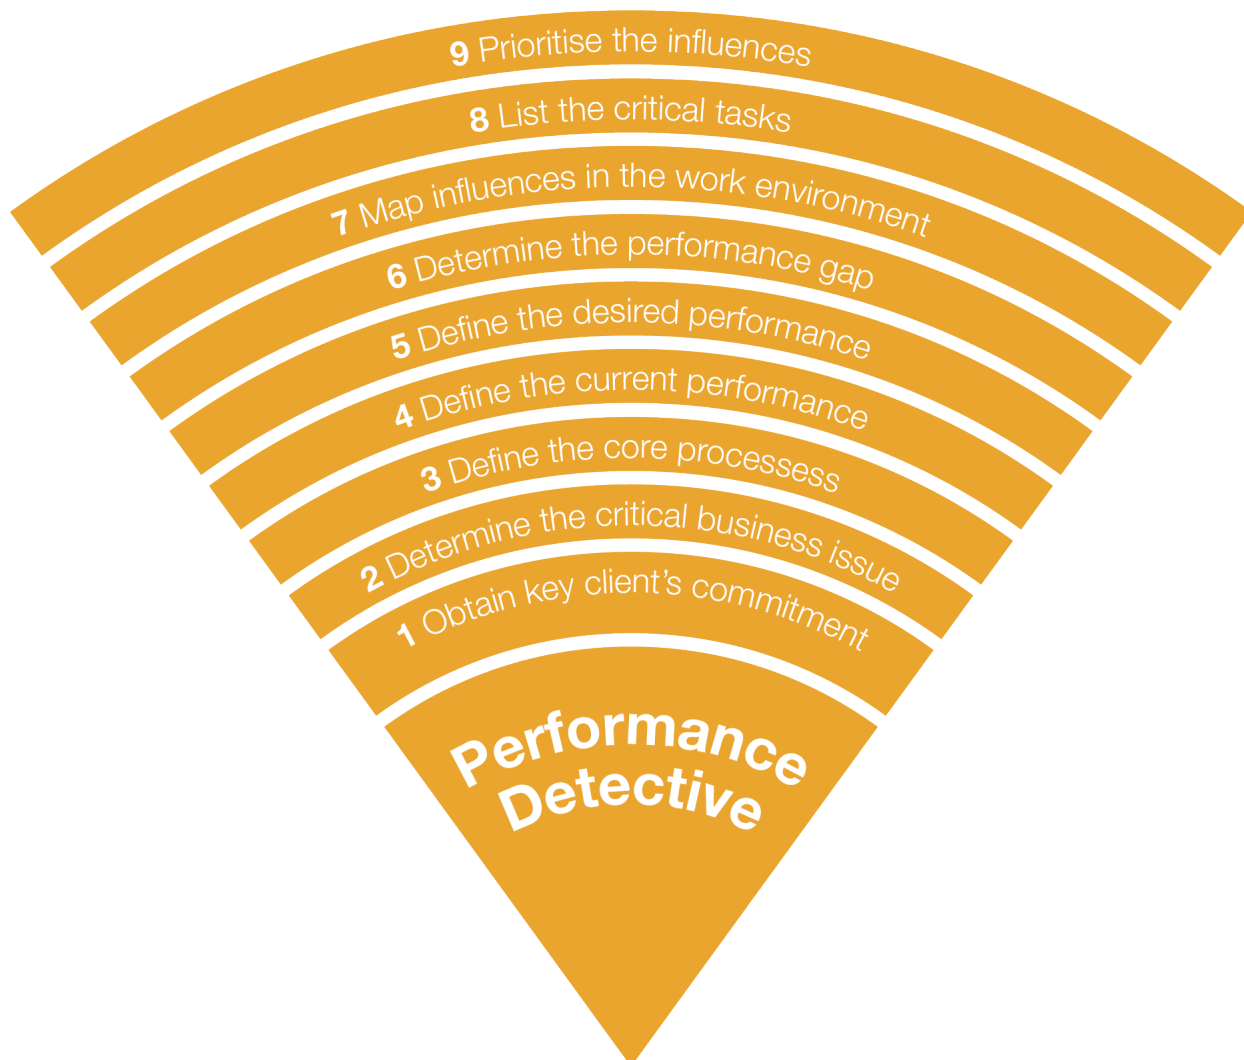 9 Prioritise the influences
8 List the critical tasks
7 Map influences in the work environment
6 Determine the performance gap
5 Define the desired performance
4 Define the current performance
3 Define the core processess
2 Determine the critical business issue
1 Obtain key client's commitment
Performance
Detective